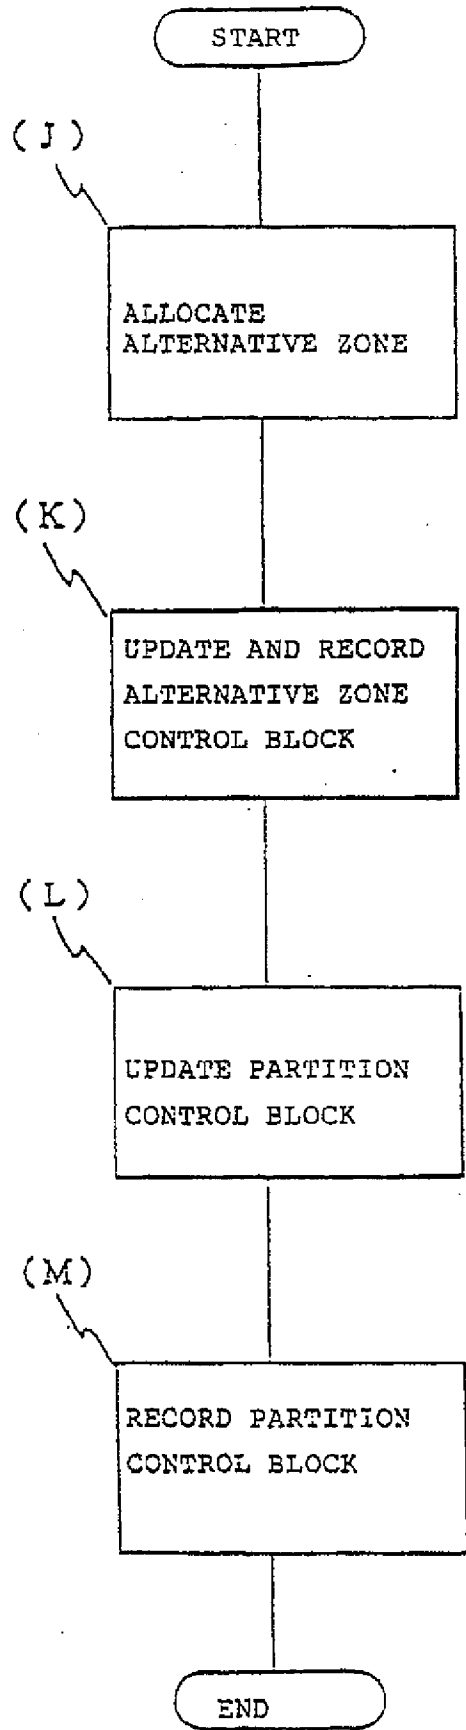 START
(J)
ALLOCATE
ALTERNATIVE ZONE
(K)
UPDATE AND RECORD
ALTERNATIVE ZONE
CONTROL BLOCK
(L)
UPDATE PARTITION
CONTROL BLOCK
(M)
RECORD PARTITION
CONTROL BLOCK
END